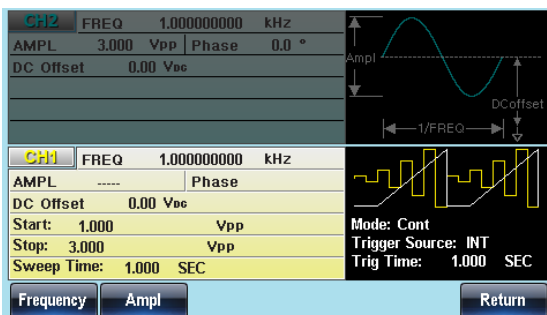 CH2 FREQ 1.000000000 kHz
AMPL 3.000 Vpp Phase 0.0 °
DC Offset 0.00 VDC
Ampl
DCoffset
1/FREQ
CH1 FREQ 1.000000000 kHz
AMPL ----- Phase
DC Offset 0.00 VDC
Start: 1.000 Vpp
Stop: 3.000 Vpp
Sweep Time: 1.000 SEC
Mode: Cont
Trigger Source: INT
Trig Time: 1.000 SEC
Frequency Ampl Return